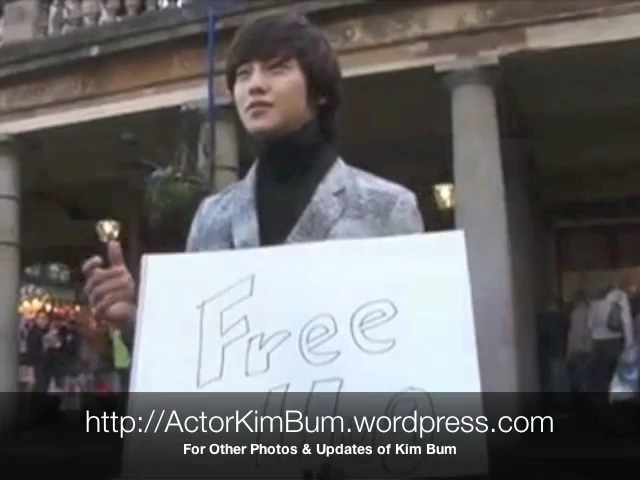 Free
http://ActorKimBum.wordpress.com
For Other Photos & Updates of Kim Bum